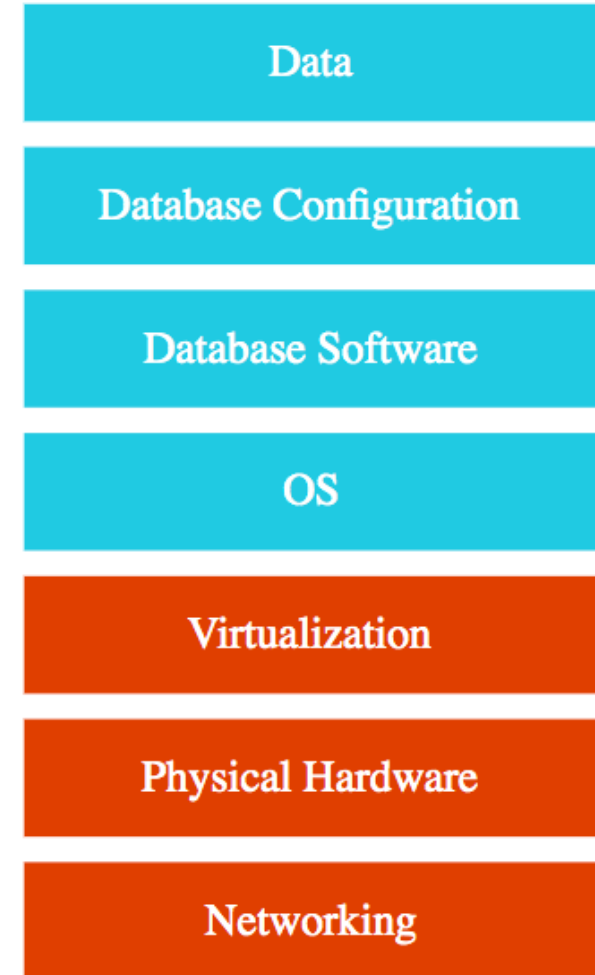 Data
Database Configuration
Database Software
OS
Virtualization
Physical Hardware
Networking